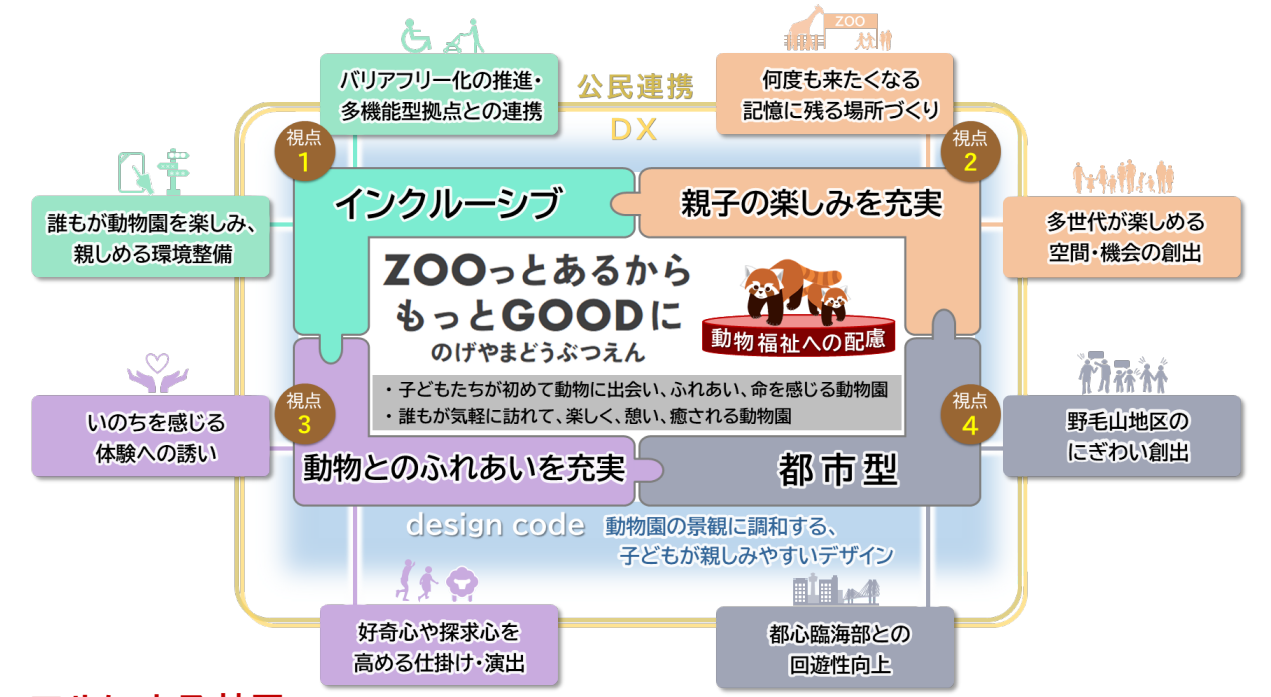 ZOO
バリアフリー化の推進・
多機能型拠点との連携
公民連携
DX
何度も来たくなる
記憶に残る場所づくり
視点
1
視点
2
誰もが動物園を楽しみ、
親しめる環境整備
インクルーシブ
親子の楽しみを充実
多世代が楽しめる
空間・機会の創出
ZOOっとあるから
もっとGOODに
のげやまどうぶつえん
動物福祉への配慮
・ 子どもたちが初めて動物に出会い、ふれあい、命を感じる動物園
・ 誰もが気軽に訪れて、楽しく、憩い、癒される動物園
視点
3
視点
4
いのちを感じる
体験への誘い
野毛山地区の
にぎわい創出
動物とのふれあいを充実
都市型
design code
動物園の景観に調和する、
子どもが親しみやすいデザイン
好奇心や探求心を
高める仕掛け・演出
都心臨海部との
回遊性向上